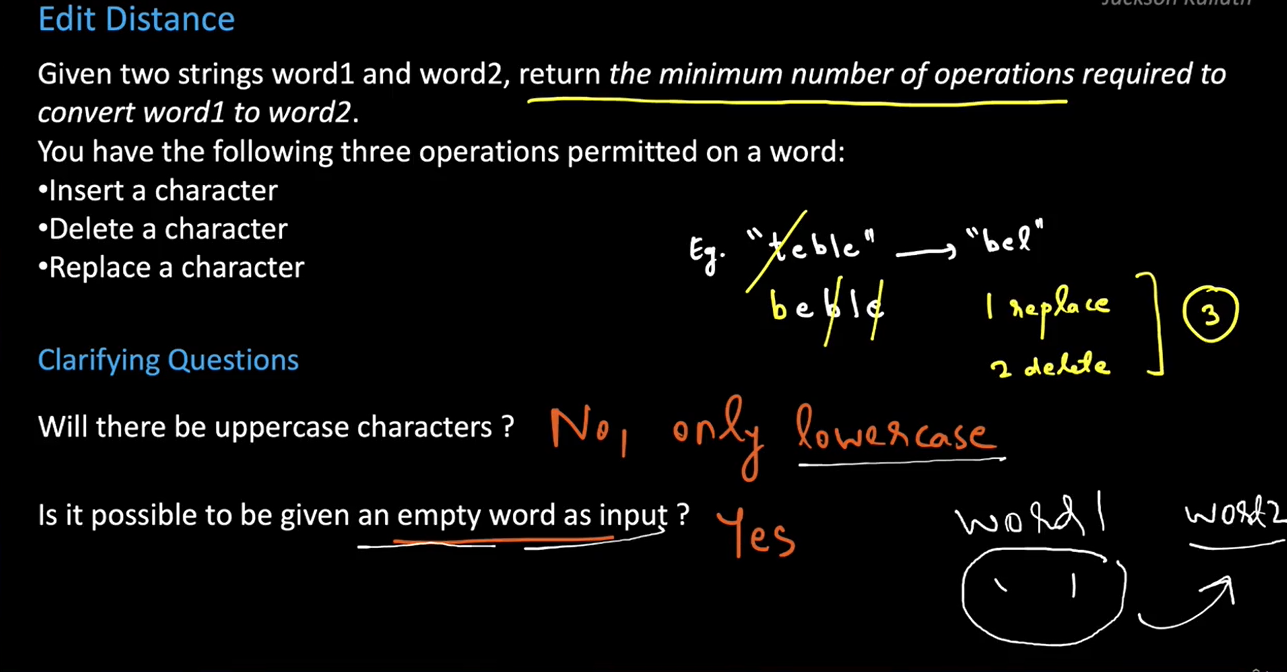 Edit Distance
Given two strings word1 and word2, return the minimum number of operations required to
convert word1 to word2.
You have the following three operations permitted on a word:
•Insert a character
•Delete a character
•Replace a character
Eg. "teble" → "bel"
beble 1 replace 3
2 delete
Clarifying Questions
Will there be uppercase characters ? No, only lowercase
Is it possible to be given an empty word as input ? Yes
word1 word2